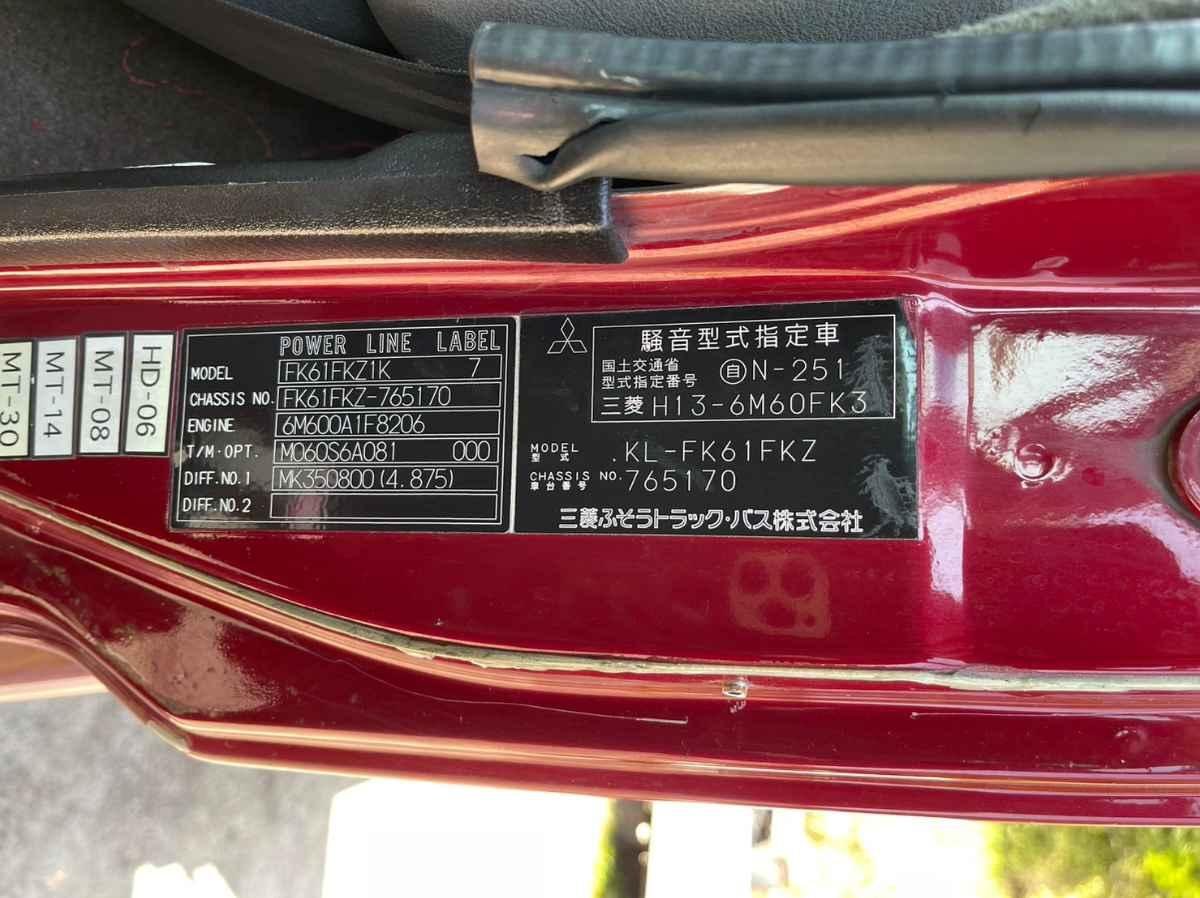 MT-30
MT-14
MT-08
HD-06
POWER LINE LABEL
MODEL FK61FKZ1K 7
CHASSIS NO. FK61FKZ-765170
ENGINE 6M600A1F8206
T/M·OPT. M060S6A081 000
DIFF.NO.1 MK350800(4.875)
DIFF.NO.2
騒音型式指定車
国土交通省
型式指定番号 自N-251
三菱 H13-6M60FK3
MODEL
型式 .KL-FK61FKZ
CHASSIS NO.
車台番号 765170
三菱ふそうトラック・バス株式会社